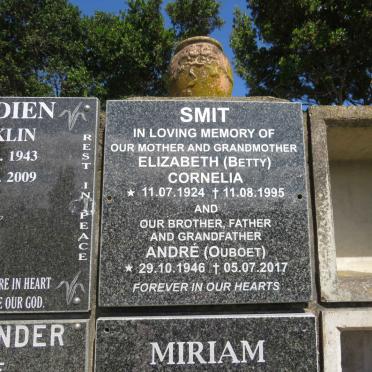 DIEN
KLIN
. 1943
. 2009
REST IN PEACE
RE IN HEART
E OUR GOD.
SMIT
IN LOVING MEMORY OF
OUR MOTHER AND GRANDMOTHER
ELIZABETH (BETTY)
CORNELIA
★ 11.07.1924 † 11.08.1995
AND
OUR BROTHER, FATHER
AND GRANDFATHER
ANDRÉ (OUBOET)
★ 29.10.1946 † 05.07.2017
FOREVER IN OUR HEARTS
NDER
MIRIAM